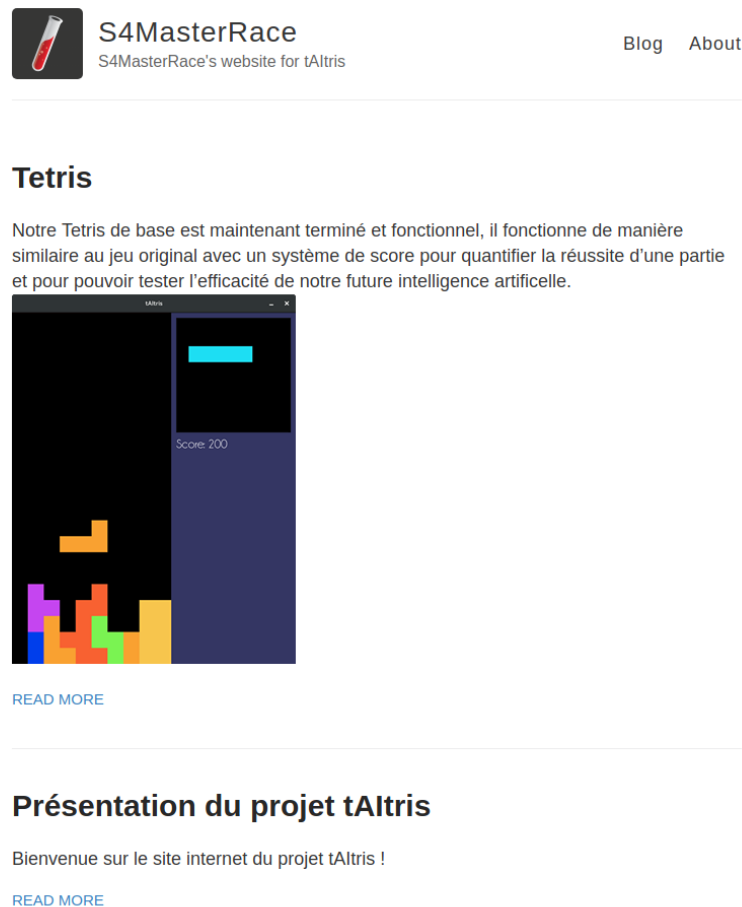 S4MasterRace
S4MasterRace's website for tAItris
Blog About
Tetris
Notre Tetris de base est maintenant terminé et fonctionnel, il fonctionne de manière
similaire au jeu original avec un système de score pour quantifier la réussite d’une partie
et pour pouvoir tester l’efficacité de notre future intelligence artificelle.
tAItris
Score: 200
READ MORE
Présentation du projet tAItris
Bienvenue sur le site internet du projet tAItris !
READ MORE